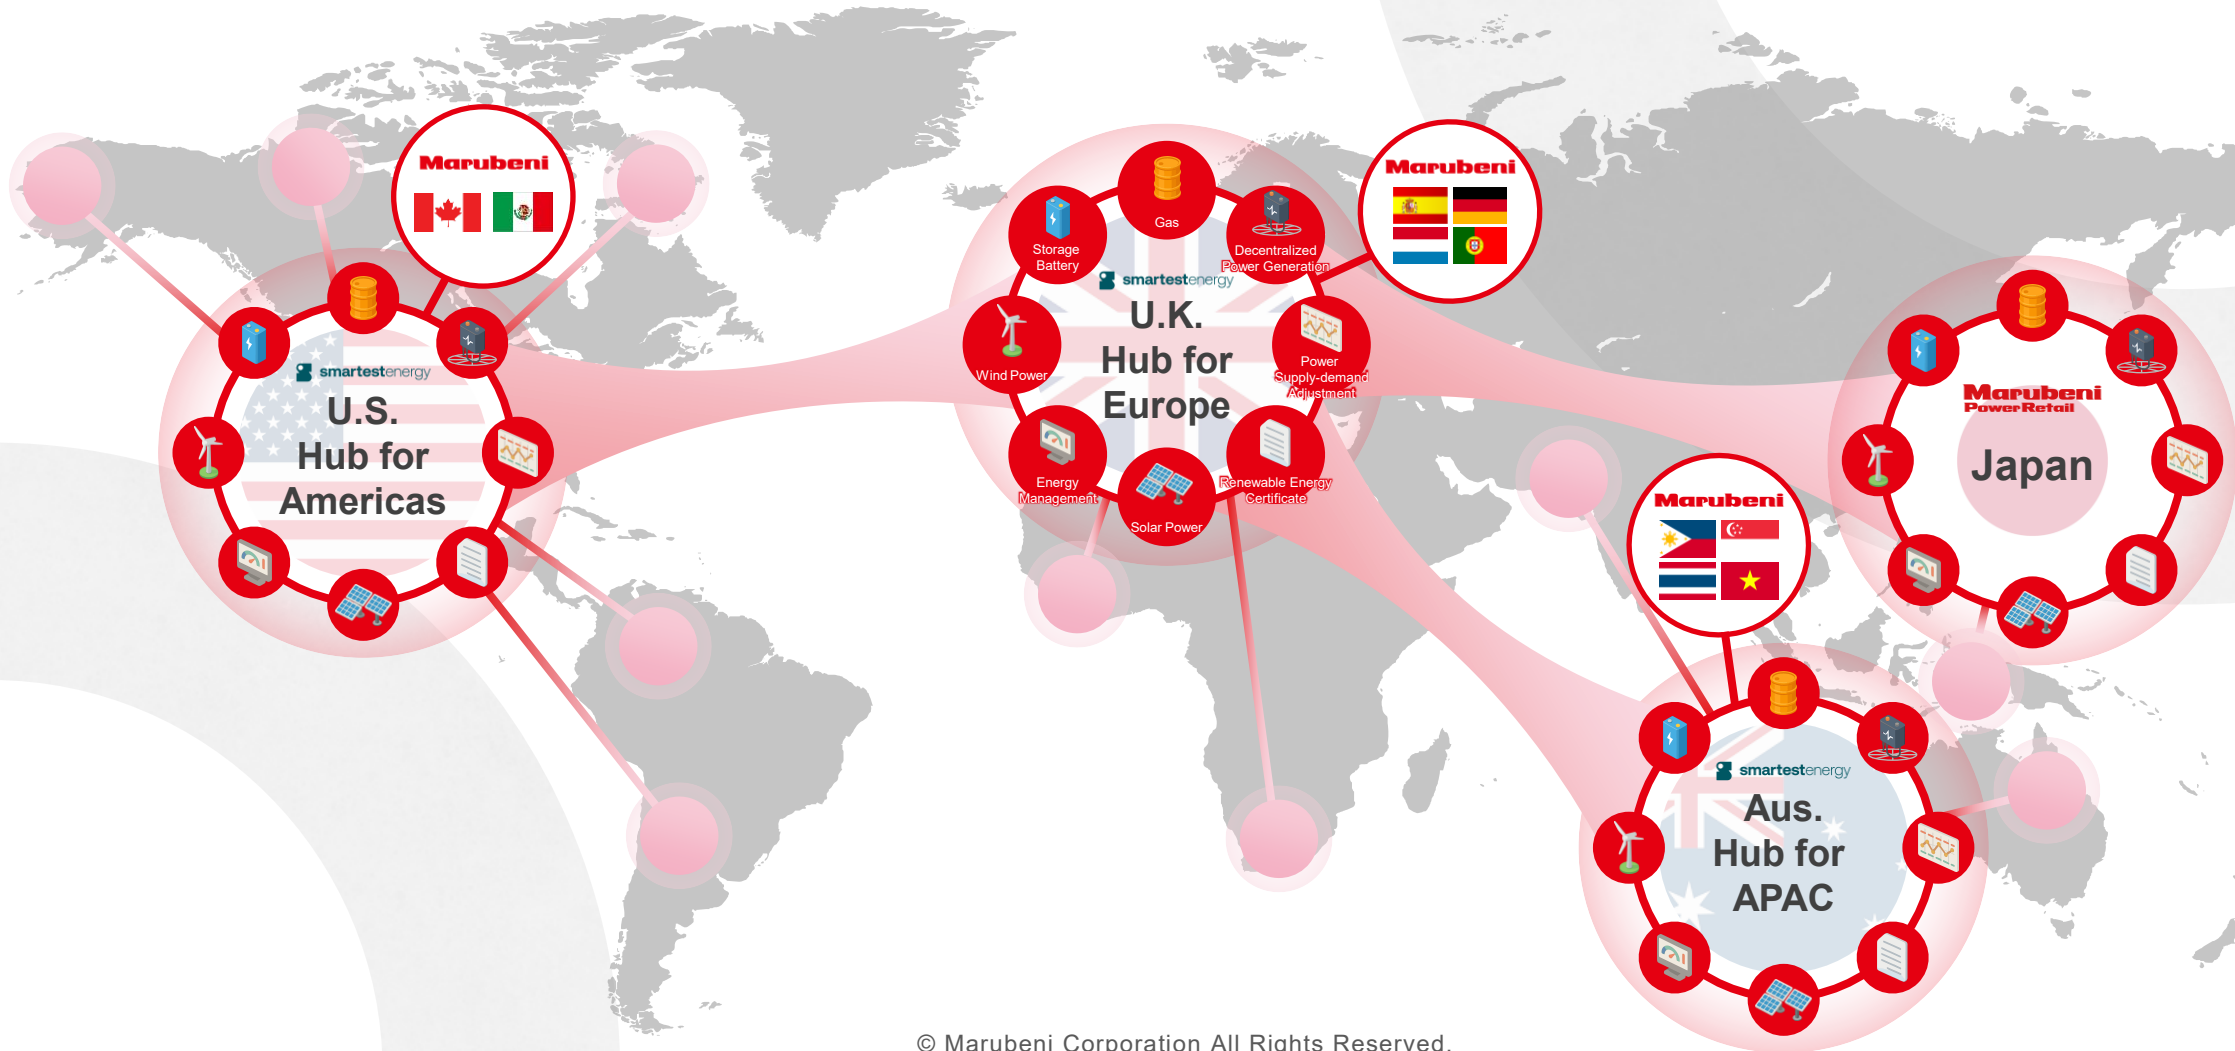 Marubeni
smartestenergy
U.S.
Hub for
Americas
Gas
Storage
Battery
Decentralized
Power Generation
smartestenergy
U.K.
Hub for
Europe
Wind Power
Power
Supply-demand
Adjustment
Energy
Management
Renewable Energy
Certificate
Solar Power
Marubeni
Marubeni
PowerRetail
Japan
Marubeni
smartestenergy
Aus.
Hub for
APAC
© Marubeni Corporation All Rights Reserved.